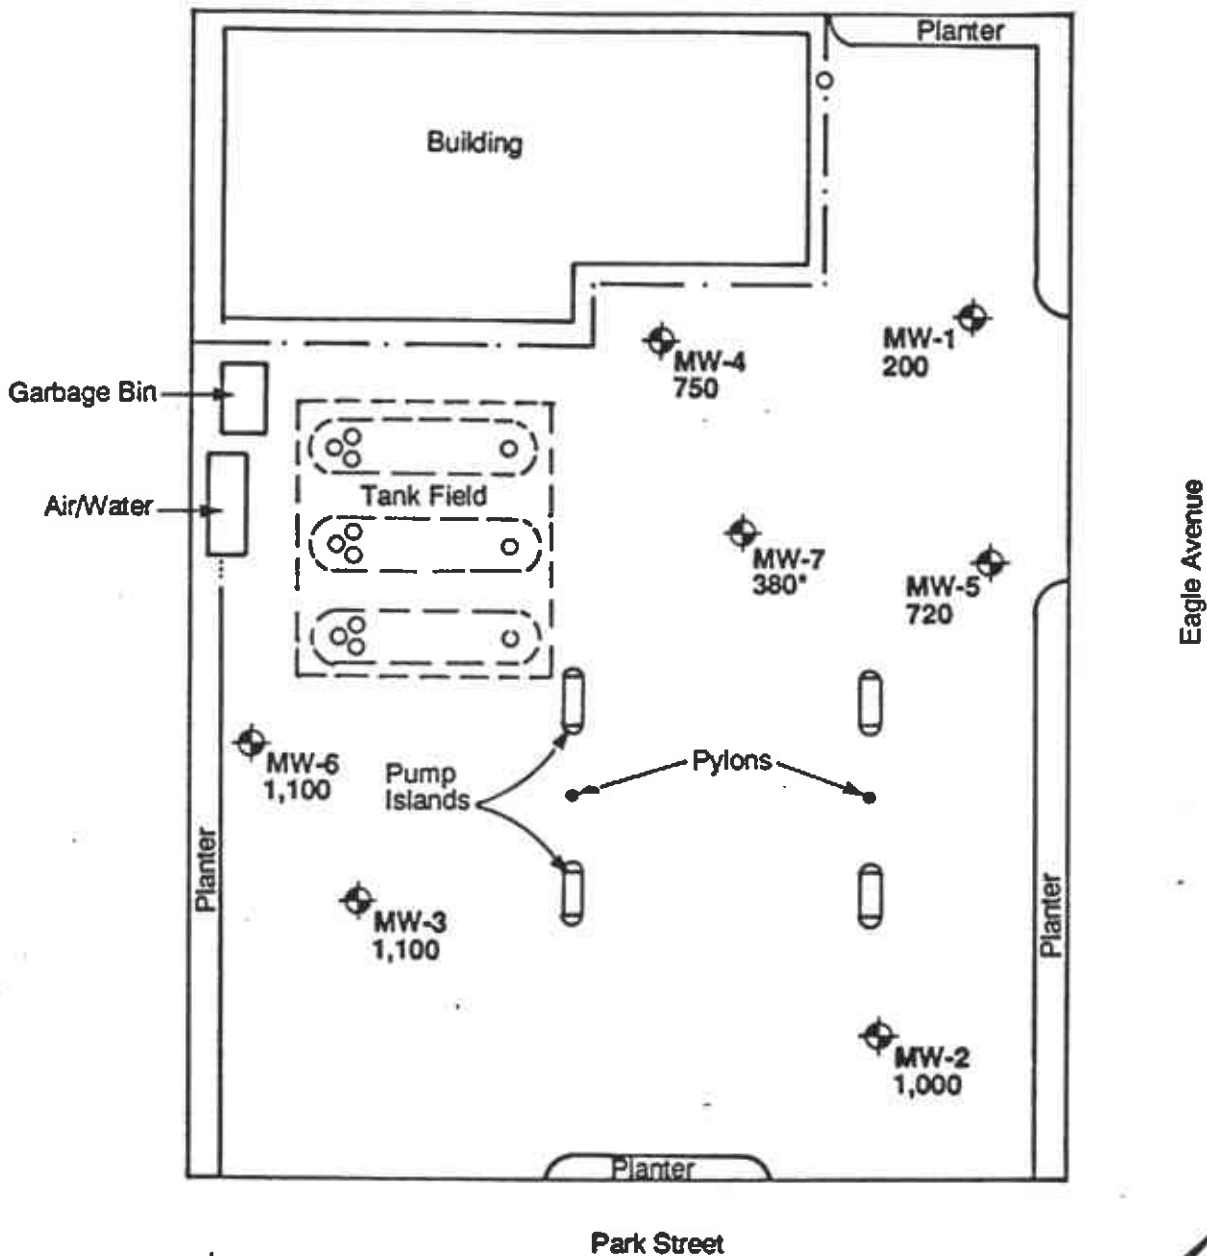 Planter
Building
MW-4
750
MW-1
200
Garbage Bin
Tank Field
Air/Water
MW-7
380*
MW-5
720
Eagle Avenue
MW-6
1,100
Pump
Islands
Pylons
Planter
Planter
MW-3
1,100
MW-2
1,000
Planter
Park Street